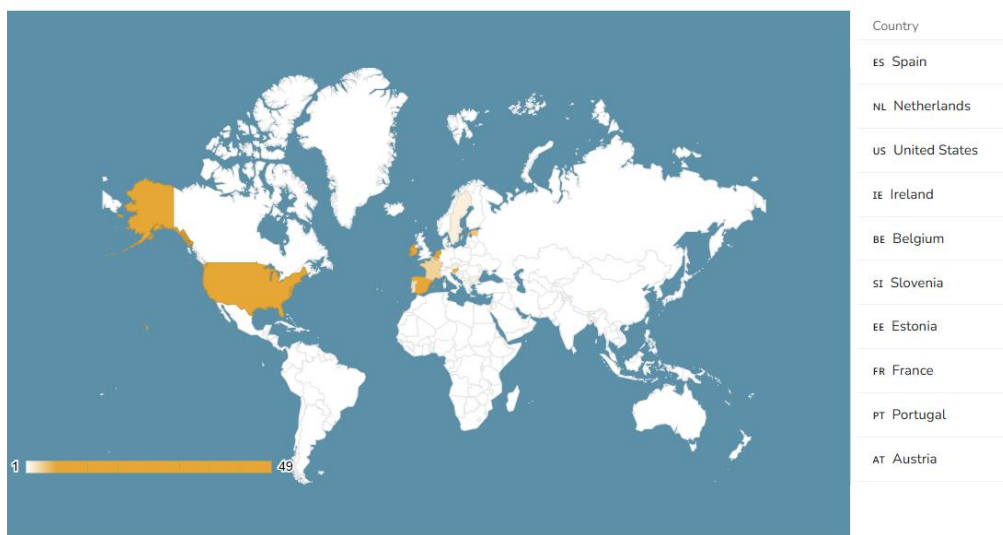 Country
ES Spain
NL Netherlands
US United States
IE Ireland
BE Belgium
SI Slovenia
EE Estonia
FR France
PT Portugal
AT Austria
1 49